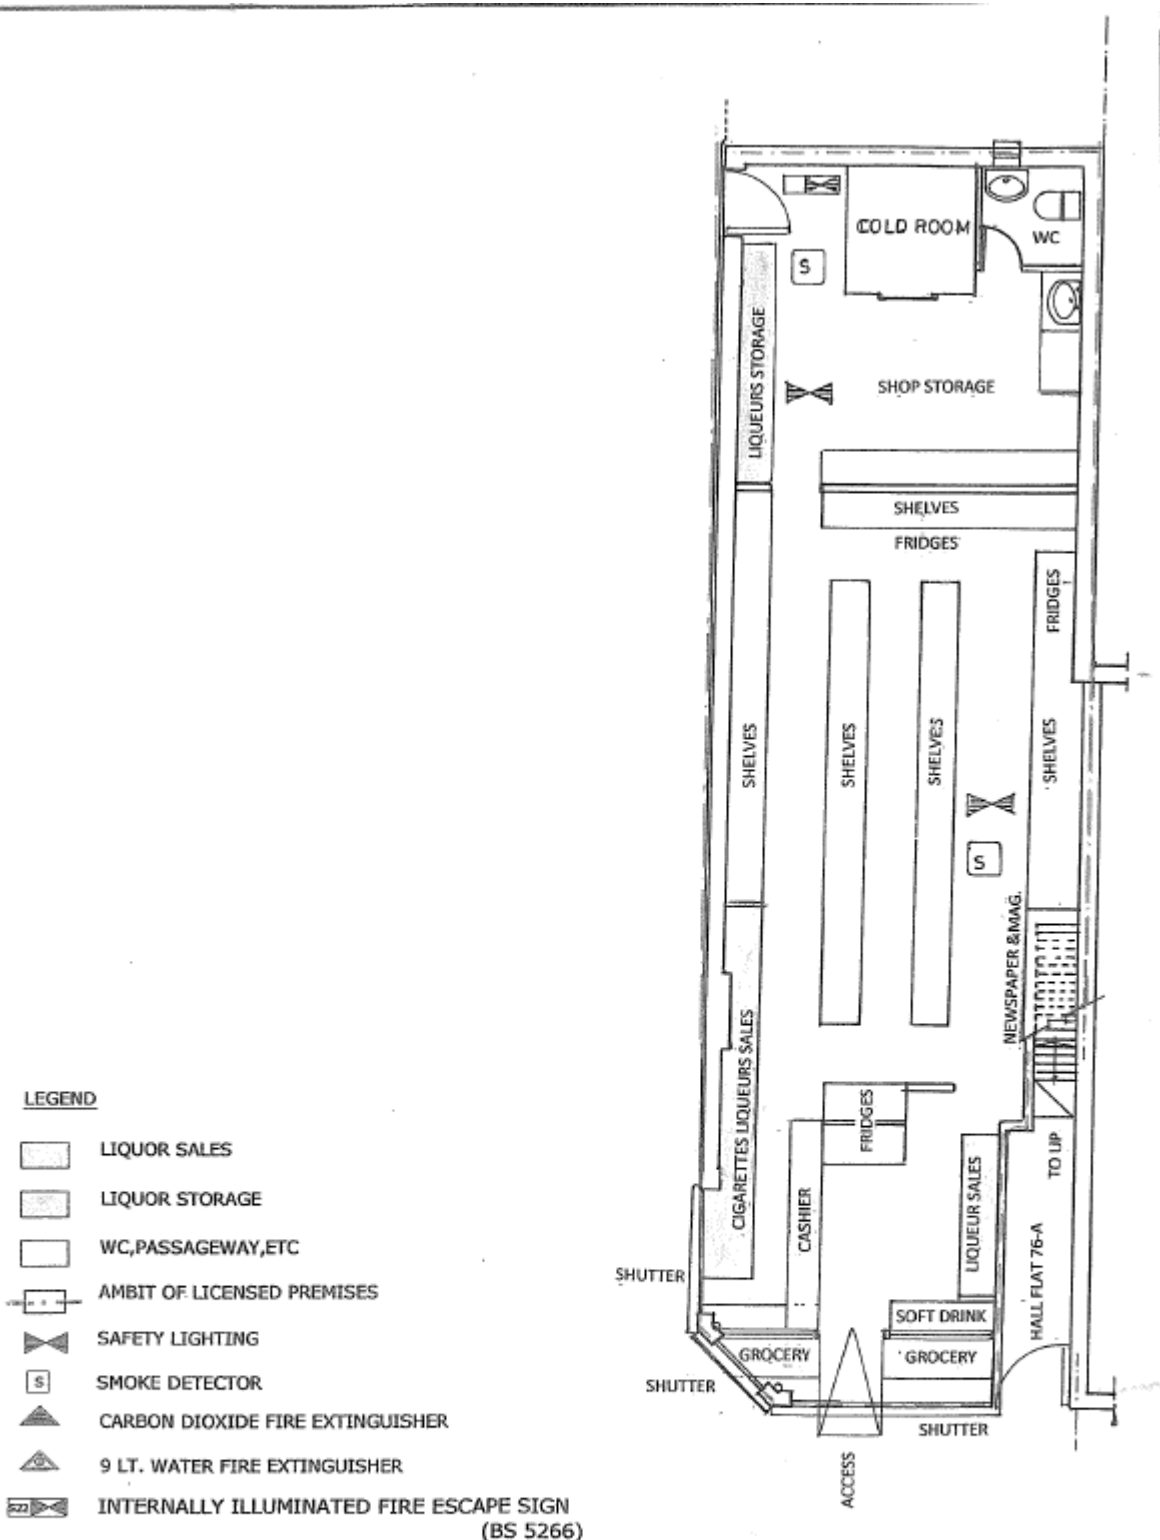 COLD ROOM
WC
S
LIQUEURS STORAGE
SHOP STORAGE
SHELVES
FRIDGES
FRIDGES
SHELVES
SHELVES
SHELVES
SHELVES
S
NEWSPAPER &MAG.
CIGARETTES LIQUEURS SALES
FRIDGES
CASHIER
LIQUEUR SALES
TO UP
HALL FLAT 76-A
SHUTTER
SOFT DRINK
GROCERY
GROCERY
SHUTTER
SHUTTER
ACCESS
LEGEND
LIQUOR SALES
LIQUOR STORAGE
WC,PASSAGEWAY,ETC
AMBIT OF LICENSED PREMISES
SAFETY LIGHTING
S
SMOKE DETECTOR
CARBON DIOXIDE FIRE EXTINGUISHER
9 LT. WATER FIRE EXTINGUISHER
INTERNALLY ILLUMINATED FIRE ESCAPE SIGN
(BS 5266)